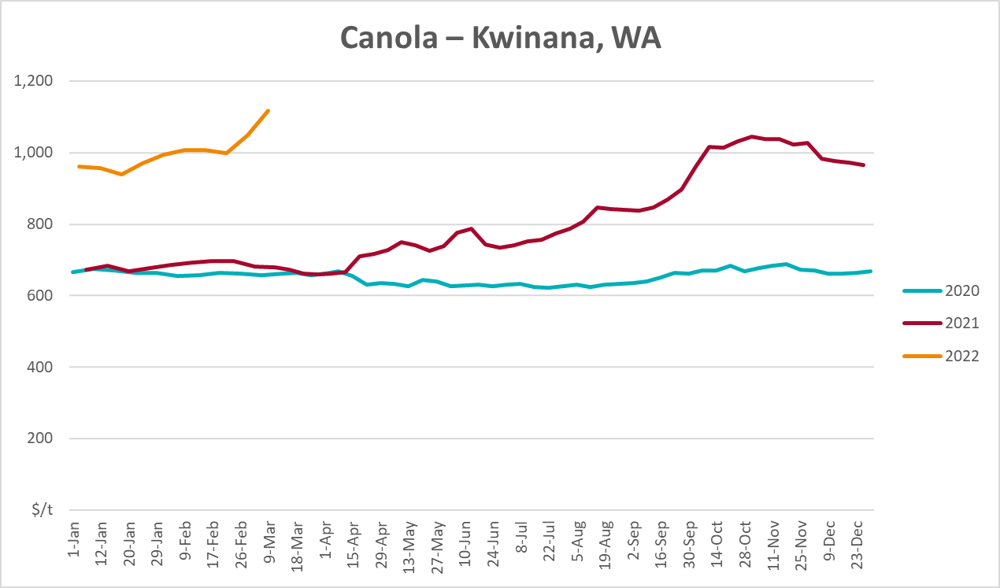 Canola – Kwinana, WA
1,200
1,000
800
600
400
200
$/t
1-Jan
12-Jan
20-Jan
29-Jan
9-Feb
17-Feb
26-Feb
9-Mar
18-Mar
1-Apr
15-Apr
29-Apr
13-May
27-May
10-Jun
24-Jun
8-Jul
22-Jul
5-Aug
19-Aug
2-Sep
16-Sep
30-Sep
14-Oct
28-Oct
11-Nov
25-Nov
9-Dec
23-Dec
2020
2021
2022